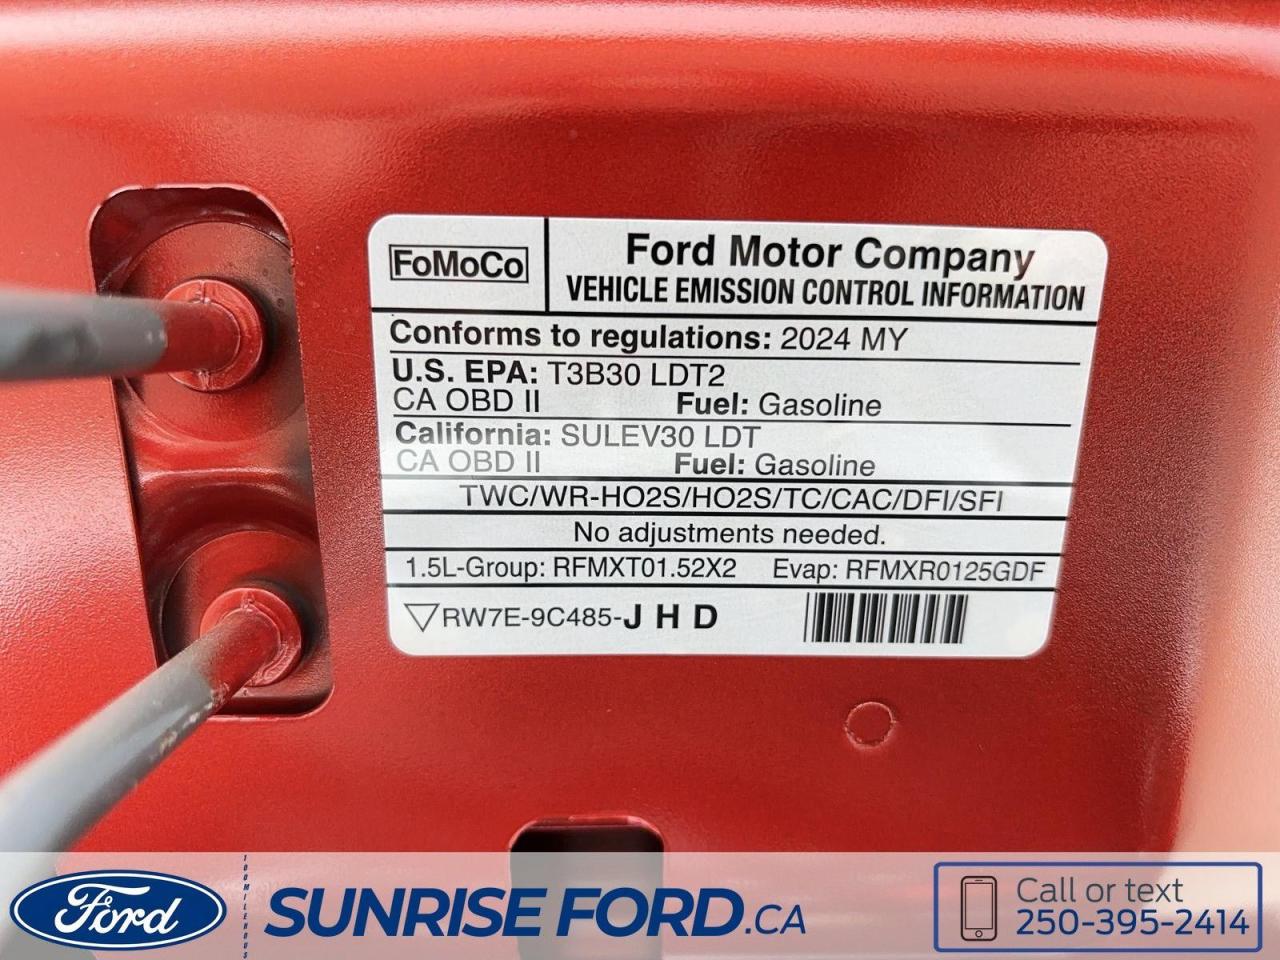 FoMoCo
Ford Motor Company
VEHICLE EMISSION CONTROL INFORMATION
Conforms to regulations: 2024 MY
U.S. EPA: T3B30 LDT2
CA OBD II Fuel: Gasoline
California: SULEV30 LDT
CA OBD II Fuel: Gasoline
TWC/WR-HO2S/HO2S/TC/CAC/DFI/SFI
No adjustments needed.
1.5L-Group: RFMXT01.52X2 Evap: RFMXR0125GDF
RW7E-9C485-J H D
Ford
100 MILE HOUSE
SUNRISE FORD.CA
Call or text
250-395-2414